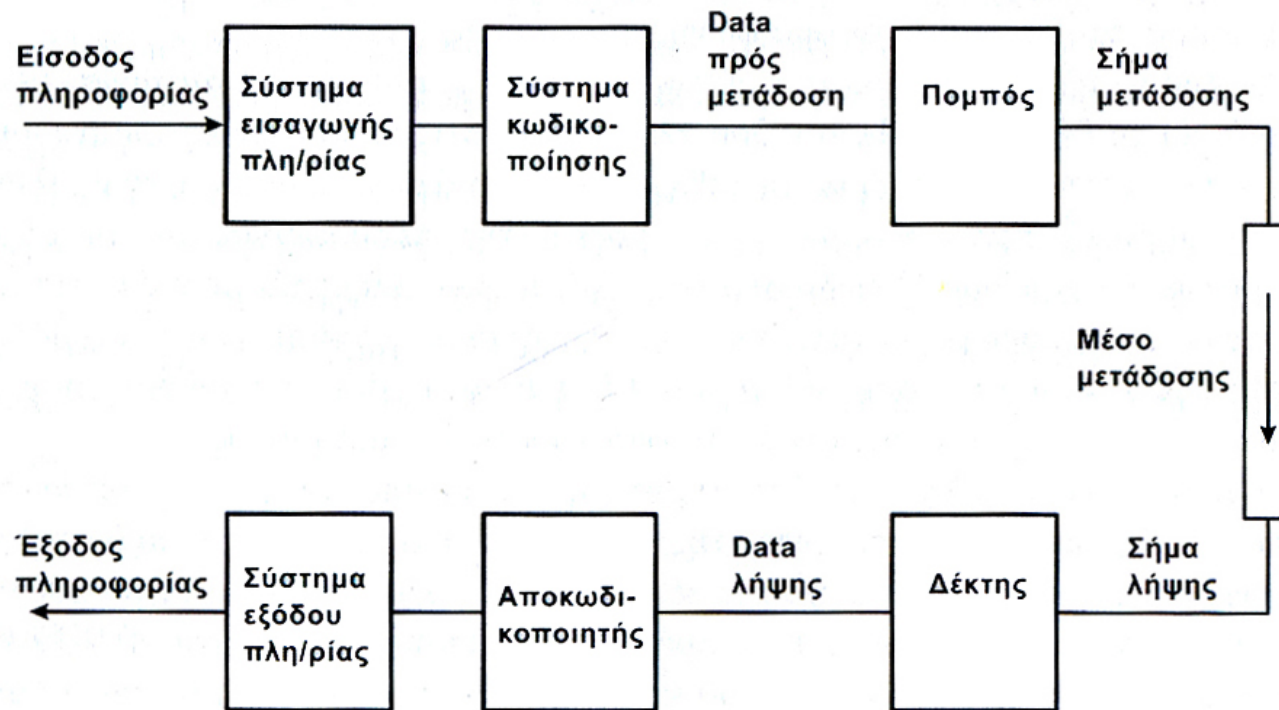 Είσοδος
πληροφορίας
Σύστημα
εισαγωγής
πλη/ρίας
Σύστημα
κωδικο-
ποίησης
Data
πρός
μετάδοση
Πομπός
Σήμα
μετάδοσης
Μέσο
μετάδοσης
Έξοδος
πληροφορίας
Σύστημα
εξόδου
πλη/ρίας
Αποκωδι-
κοποιητής
Data
λήψης
Δέκτης
Σήμα
λήψης